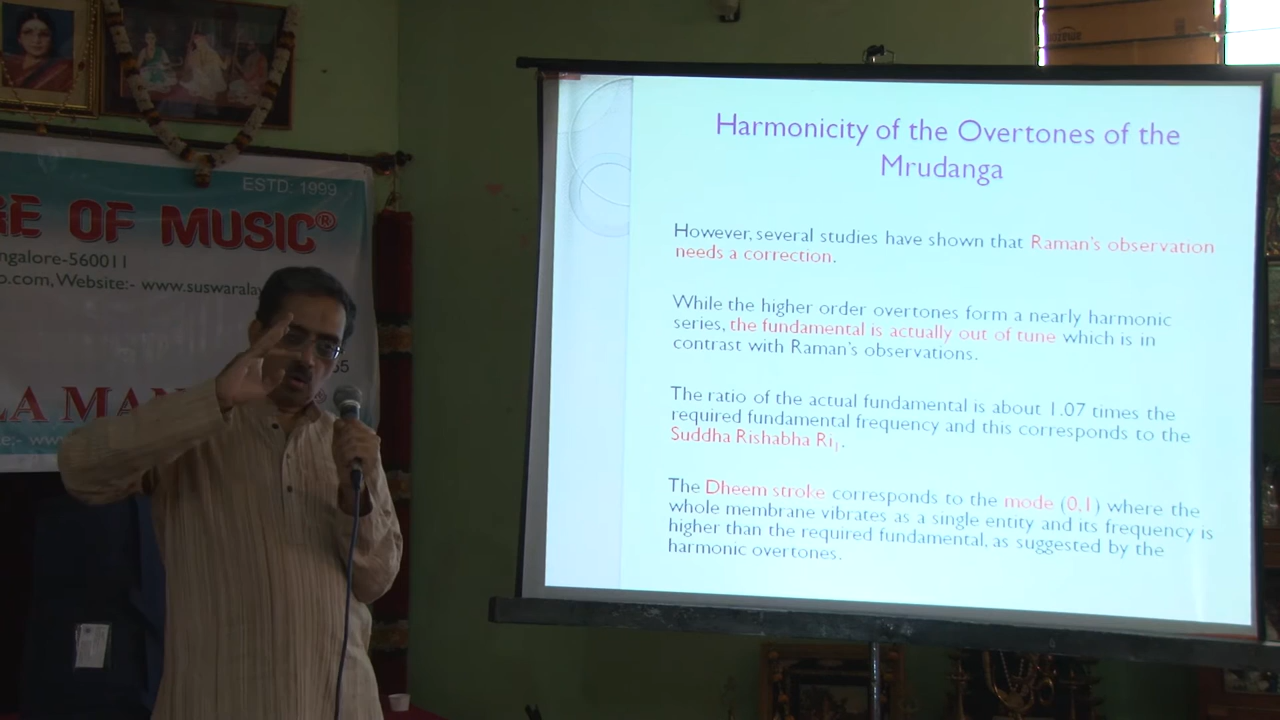 ESTD: 1999
OF MUSIC®
ngalore-560011
Website:- www.suswarala
LA MAN
Harmonicity of the Overtones of the
Mrudanga
However, several studies have shown that Raman's observation
needs a correction.
While the higher order overtones form a nearly harmonic
series, the fundamental is actually out of tune which is in
contrast with Raman's observations.
The ratio of the actual fundamental is about 1.07 times the
required fundamental frequency and this corresponds to the
Suddha Rishabha Ri1.
The Dheem stroke corresponds to the mode (0,1) where the
whole membrane vibrates as a single entity and its frequency is
higher than the required fundamental, as suggested by the
harmonic overtones.